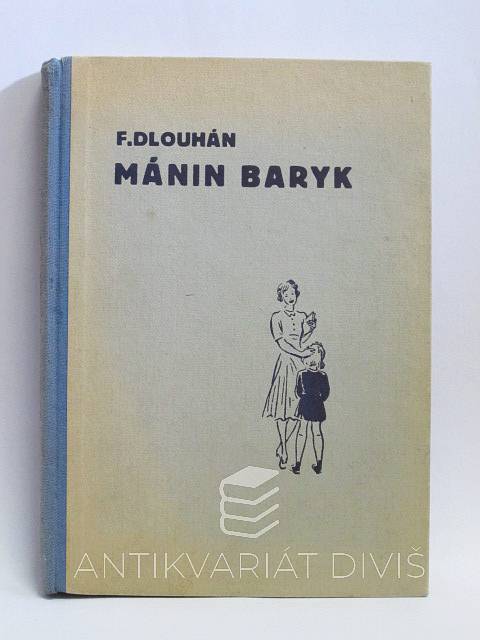 F.DLOUHÁN
MÁNIN BARYK
ANTIKVARIÁT DIVIŠ